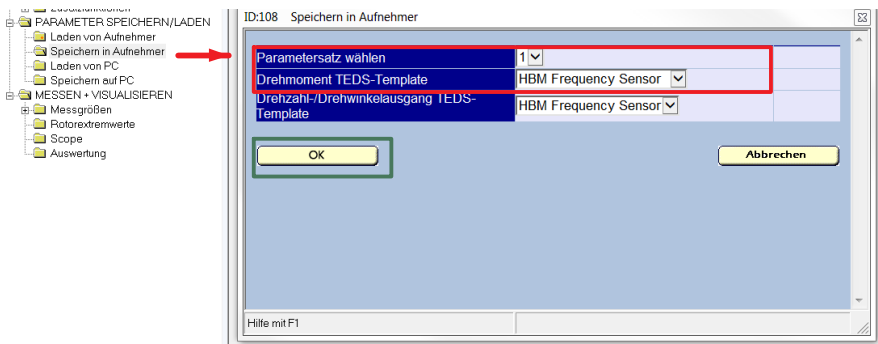 Zusatzfunktionen
PARAMETER SPEICHERN/LADEN
Laden von Aufnehmer
Speichern in Aufnehmer
Laden von PC
Speichern auf PC
MESSEN + VISUALISIEREN
Messgrößen
Rotorextremwerte
Scope
Auswertung
ID:108 Speichern in Aufnehmer
Parametersatz wählen 1
Drehmoment TEDS-Template HBM Frequency Sensor
Drehzahl-/Drehwinkelausgang TEDS-
Template HBM Frequency Sensor
OK Abbrechen
Hilfe mit F1